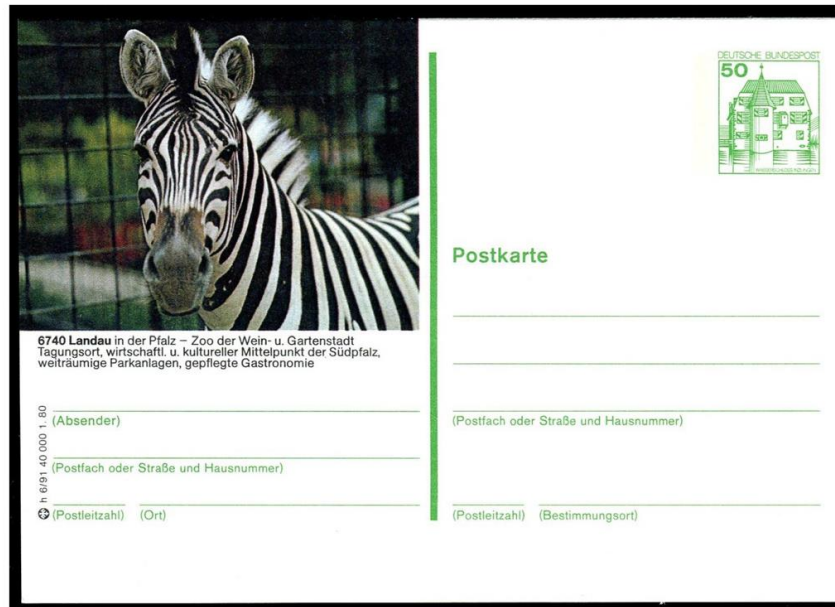 DEUTSCHE BUNDESPOST
50
WASSERSCHLOSS INZLINGEN
Postkarte
6740 Landau in der Pfalz – Zoo der Wein- u. Gartenstadt
Tagungsort, wirtschaftl. u. kultureller Mittelpunkt der Südpfalz,
weiträumige Parkanlagen, gepflegte Gastronomie
h 6/91 40 000 1. 80
(Absender)
(Postfach oder Straße und Hausnummer)
(Postleitzahl) (Ort)
(Postfach oder Straße und Hausnummer)
(Postleitzahl) (Bestimmungsort)